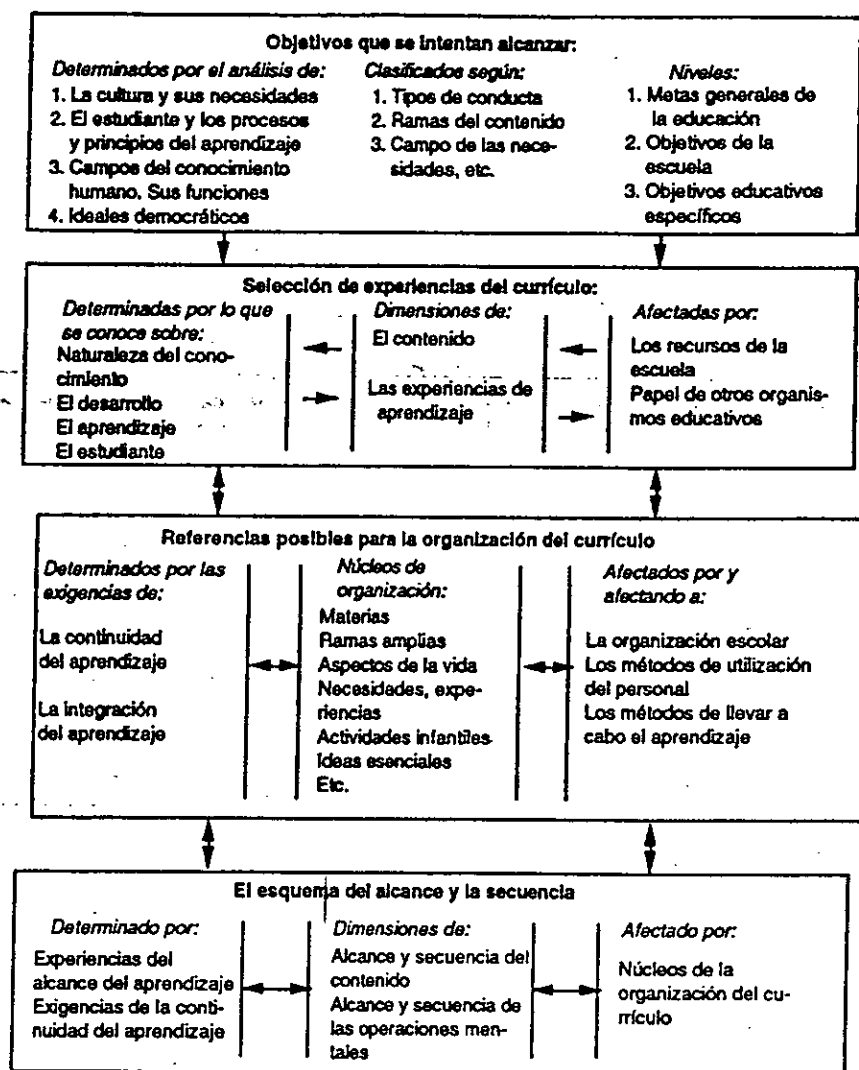 Objetivos que se intentan alcanzar:
Determinados por el análisis de:
1. La cultura y sus necesidades
2. El estudiante y los procesos
y principios del aprendizaje
3. Campos del conocimiento
humano. Sus funciones
4. Ideales democráticos
Clasificados según:
1. Tipos de conducta
2. Ramas del contenido
3. Campo de las nece-
sidades, etc.
Niveles:
1. Metas generales de
la educación
2. Objetivos de la
escuela
3. Objetivos educativos
específicos
Selección de experiencias del currículo:
Determinadas por lo que
se conoce sobre:
Naturaleza del cono-
cimiento
El desarrollo
El aprendizaje
El estudiante
Dimensiones de:
El contenido
Las experiencias de
aprendizaje
Afectadas por:
Los recursos de la
escuela
Papel de otros organis-
mos educativos
Referencias posibles para la organización del currículo
Determinados por las
exigencias de:
La continuidad
del aprendizaje
La integración
del aprendizaje
Núcleos de
organización:
Materias
Ramas amplias
Aspectos de la vida
Necesidades, expe-
riencias
Actividades infantiles
Ideas esenciales
Etc.
Afectados por y
afectando a:
La organización escolar
Los métodos de utilización
del personal
Los métodos de llevar a
cabo el aprendizaje
El esquema del alcance y la secuencia
Determinado por:
Experiencias del
alcance del aprendizaje
Exigencias de la conti-
nuidad del aprendizaje
Dimensiones de:
Alcance y secuencia del
contenido
Alcance y secuencia de
las operaciones men-
tales
Afectado por:
Núcleos de la
organización del cu-
rrículo